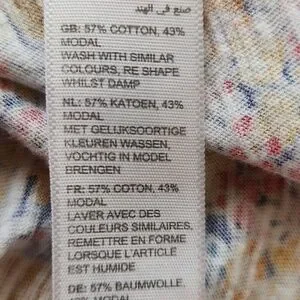 صنع في الهند
GB: 57% COTTON, 43%
MODAL
WASH WITH SIMILAR
COLOURS, RE SHAPE
WHILST DAMP
NL: 57% KATOEN, 43%
MODAL
MET GELIJKSOORTIGE
KLEUREN WASSEN,
VOCHTIG IN MODEL
BRENGEN
FR: 57% COTON, 43%
MODAL
LAVER AVEC DES
COULEURS SIMILAIRES,
REMETTRE EN FORME
LORSQUE L'ARTICLE
EST HUMIDE
DE: 57% BAUMWOLLE,
43% MODAL